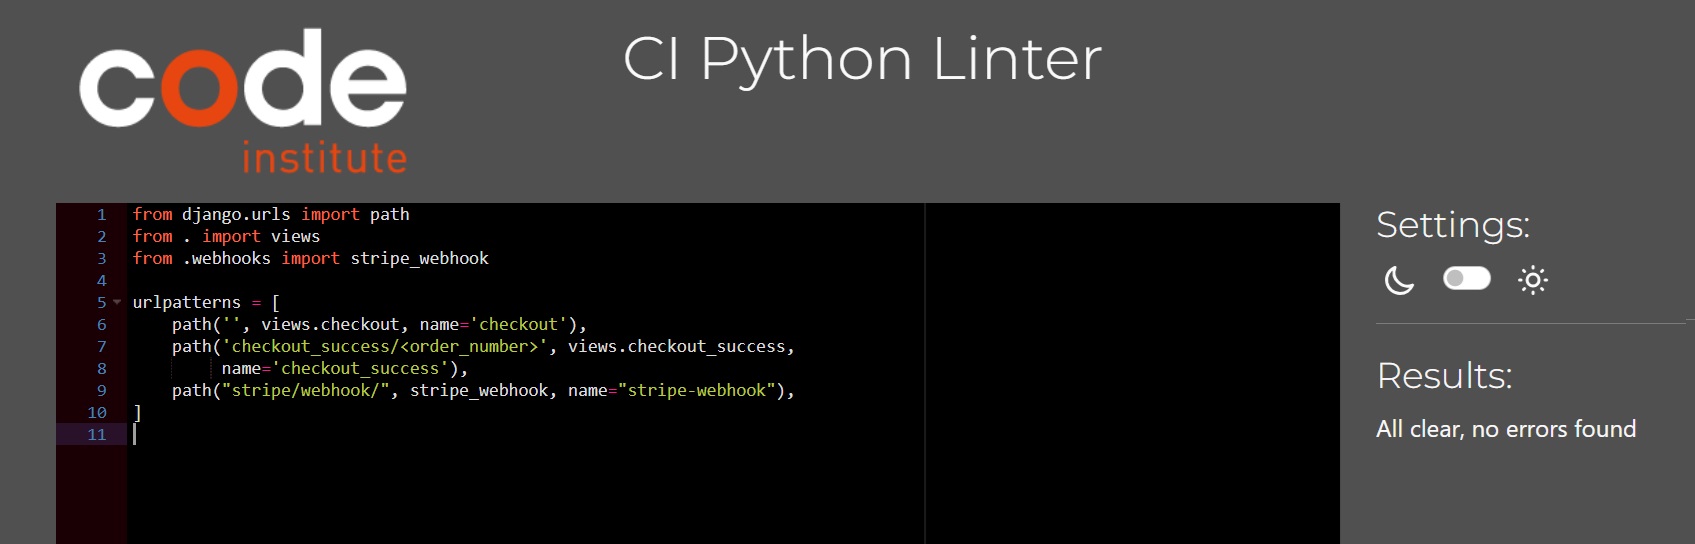 code
institute
CI Python Linter
1 from django.urls import path
2 from . import views
3 from .webhooks import stripe_webhook
4
5 urlpatterns = [
6     path('', views.checkout, name='checkout'),
7     path('checkout_success/<order_number>', views.checkout_success,
8          name='checkout_success'),
9     path("stripe/webhook/", stripe_webhook, name="stripe-webhook"),
10 ]
11
Settings:
Results:
All clear, no errors found